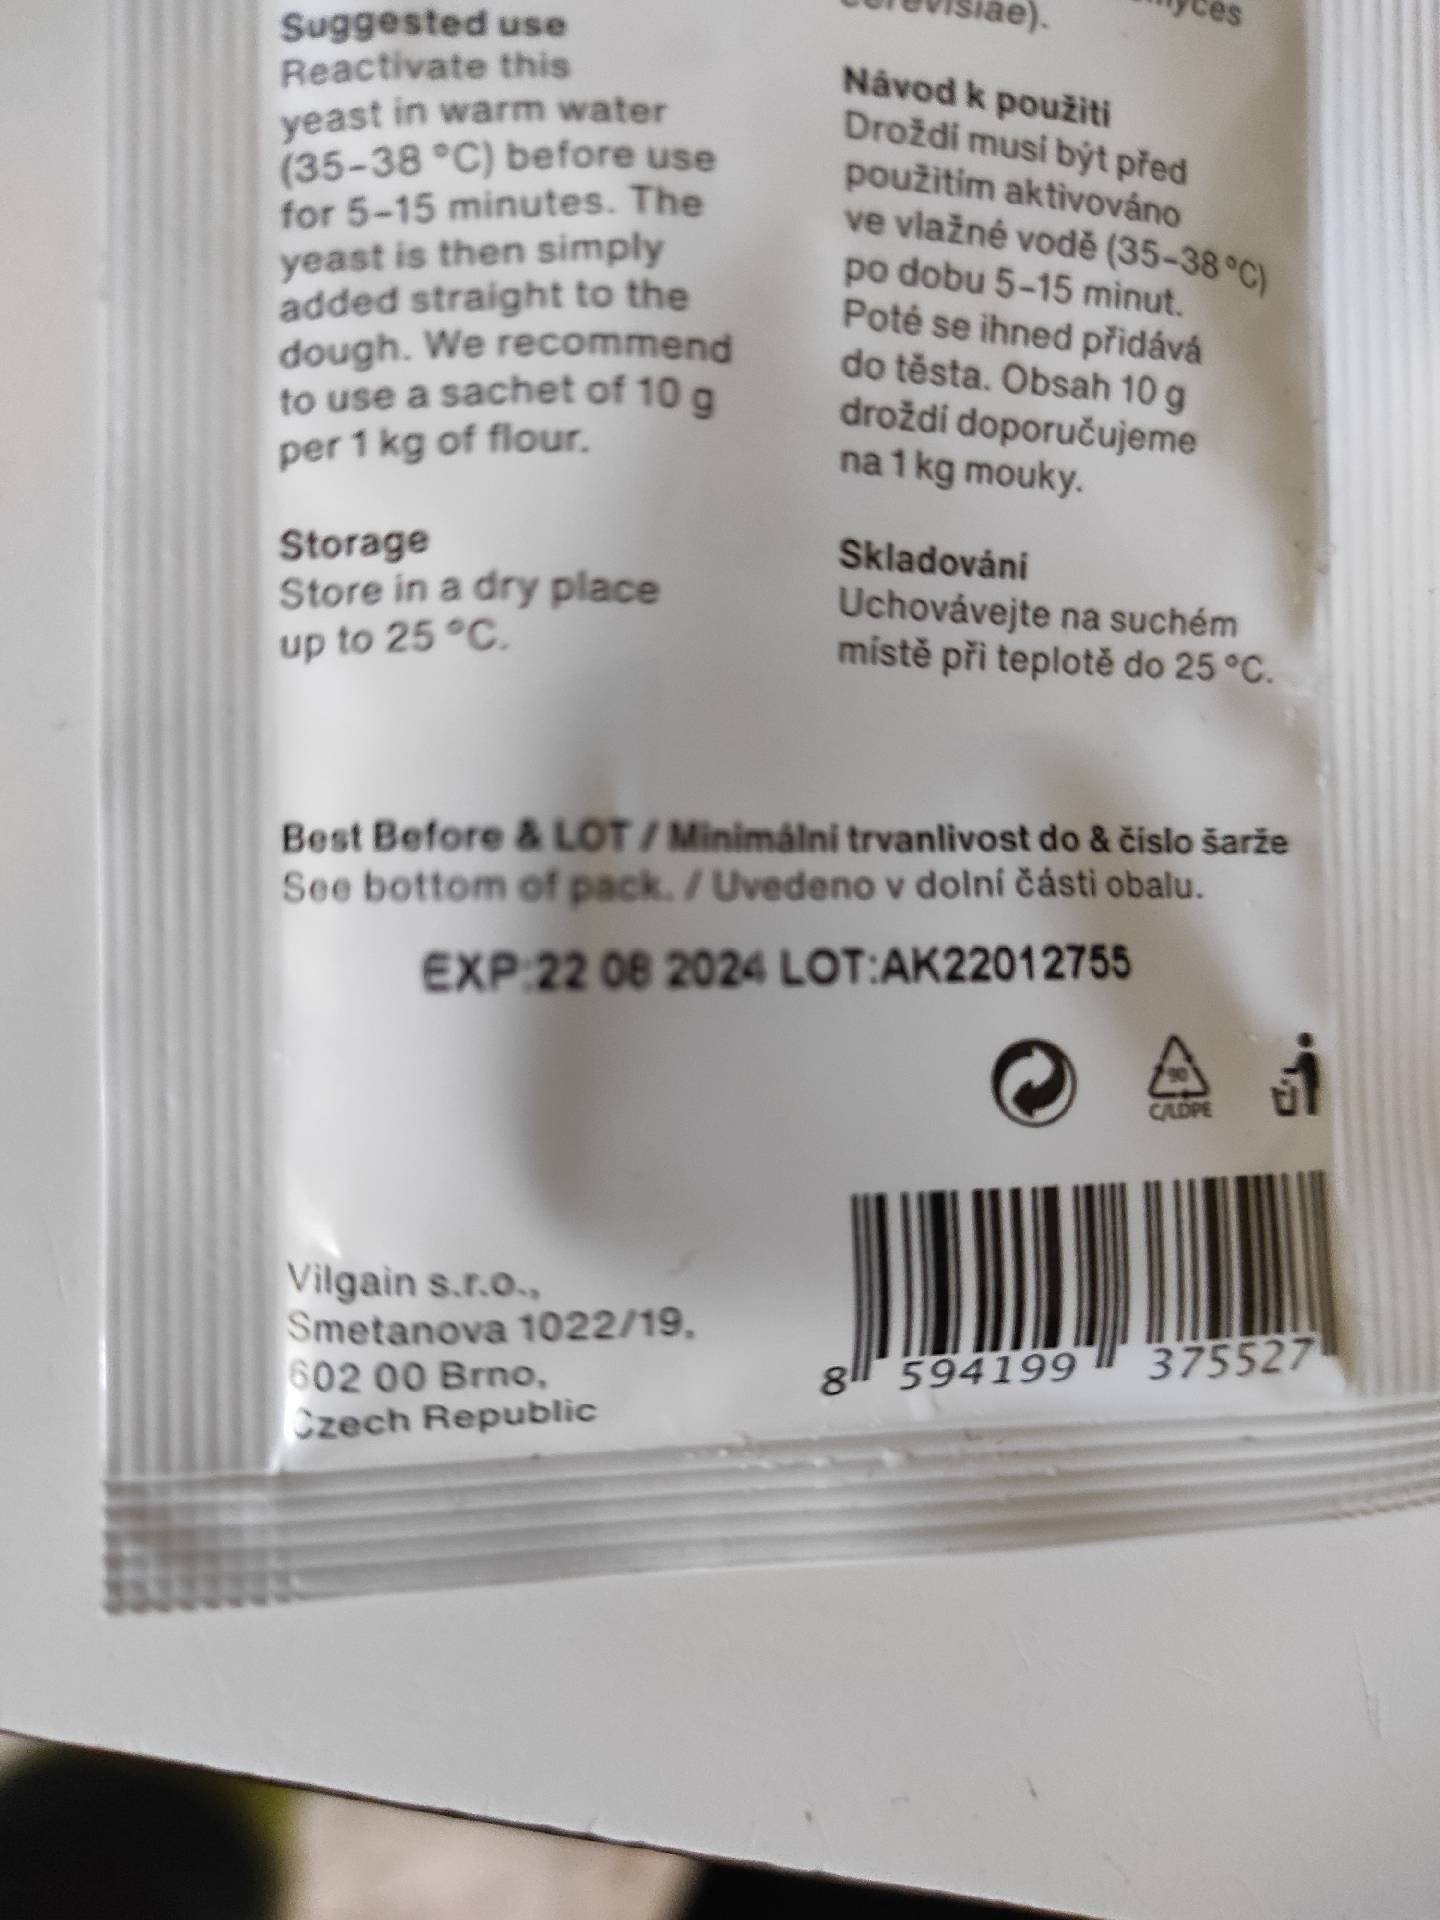 Suggested use
Reactivate this
yeast in warm water
(35-38 °C) before use
for 5-15 minutes. The
yeast is then simply
added straight to the
dough. We recommend
to use a sachet of 10 g
per 1 kg of flour.
Storage
Store in a dry place
up to 25 °C.
cerevisiae).
Návod k použití
Droždí musí být před
použitím aktivováno
ve vlažné vodě (35-38 °C)
po dobu 5-15 minut.
Poté se ihned přidává
do těsta. Obsah 10 g
droždí doporučujeme
na 1 kg mouky.
Skladování
Uchovávejte na suchém
místě při teplotě do 25 °C.
Best Before & LOT / Minimální trvanlivost do & číslo šarže
See bottom of pack. / Uvedeno v dolní části obalu.
EXP:22 08 2024 LOT:AK22012755
90
C/LDPE
Vilgain s.r.o.,
Smetanova 1022/19,
602 00 Brno,
Czech Republic
8 594199 375527